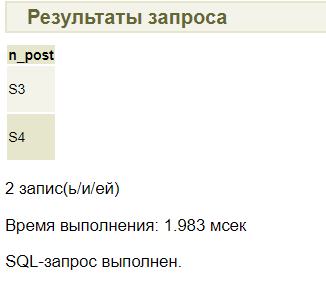 Результаты запроса
n_post
S3
S4
2 запис(ь/и/ей)
Время выполнения: 1.983 мсек
SQL-запрос выполнен.